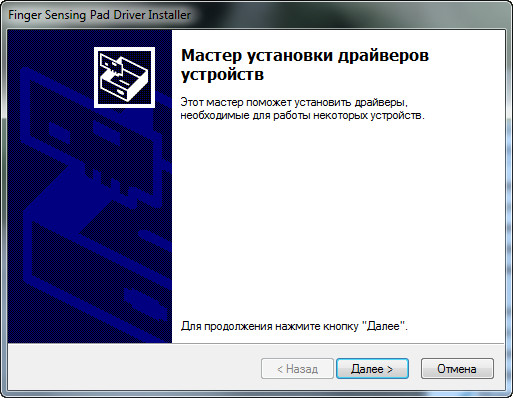 Finger Sensing Pad Driver Installer
Мастер установки драйверов
устройств
Этот мастер поможет установить драйверы,
необходимые для работы некоторых устройств.
Для продолжения нажмите кнопку "Далее".
< Назад
Далее >
Отмена